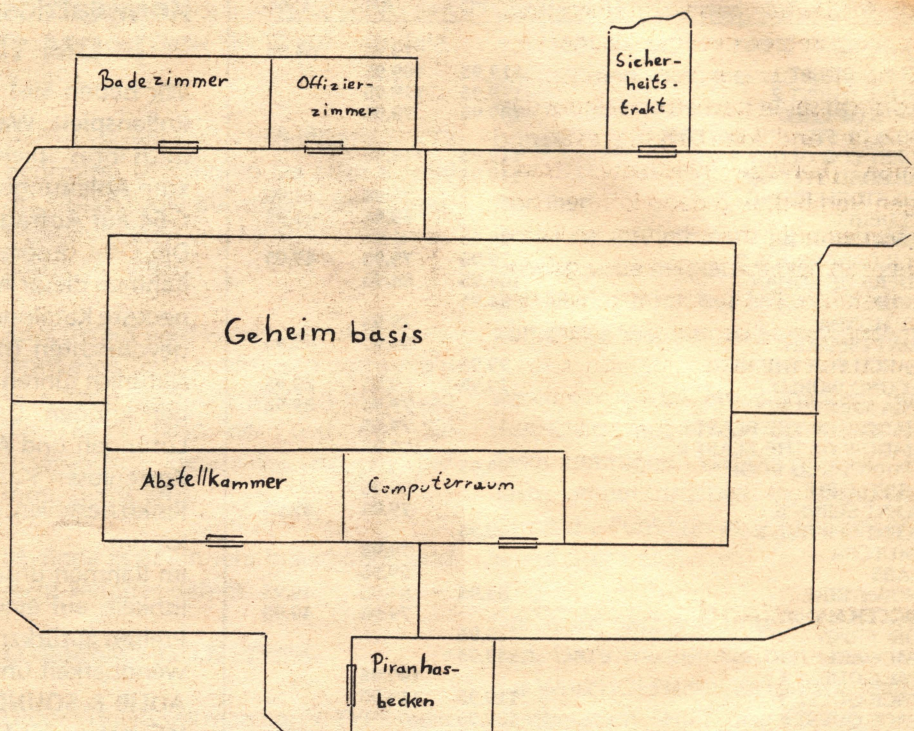 Badezimmer
Offizier-
zimmer
Sicher-
heits-
trakt
Geheimbasis
Abstellkammer
Computerraum
Piranhas-
becken